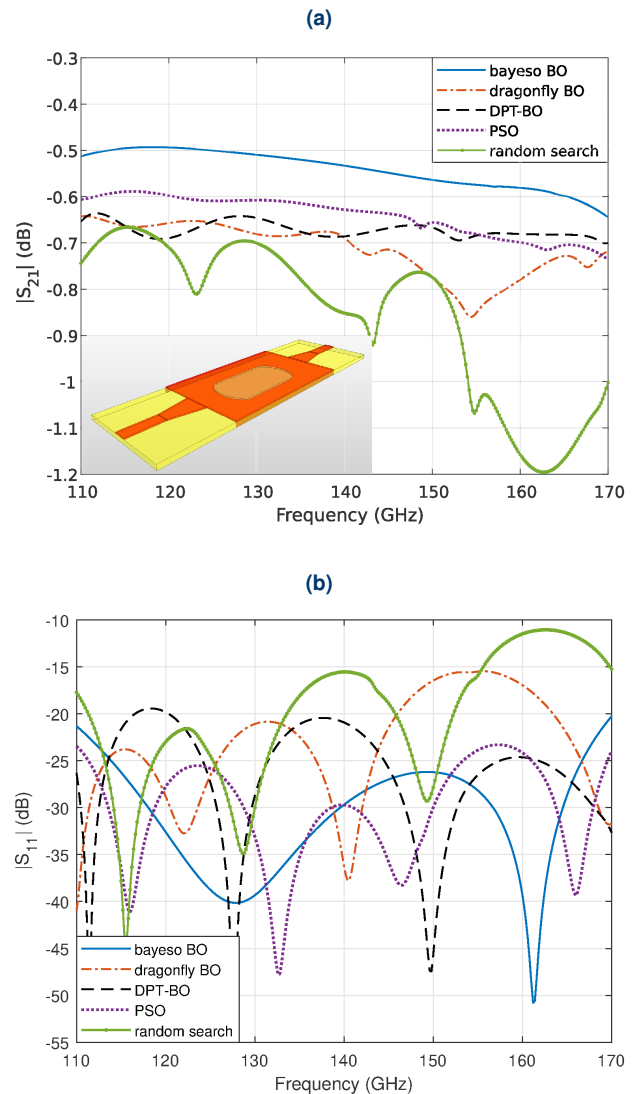 (a)
-0.3
-0.4
-0.5
-0.6
-0.7
-0.8
-0.9
-1
-1.1
-1.2
|S21| (dB)
bayeso BO
dragonfly BO
DPT-BO
PSO
random search
110 120 130 140 150 160 170
Frequency (GHz)
(b)
-10
-15
-20
-25
-30
-35
-40
-45
-50
-55
|S11| (dB)
bayeso BO
dragonfly BO
DPT-BO
PSO
random search
110 120 130 140 150 160 170
Frequency (GHz)